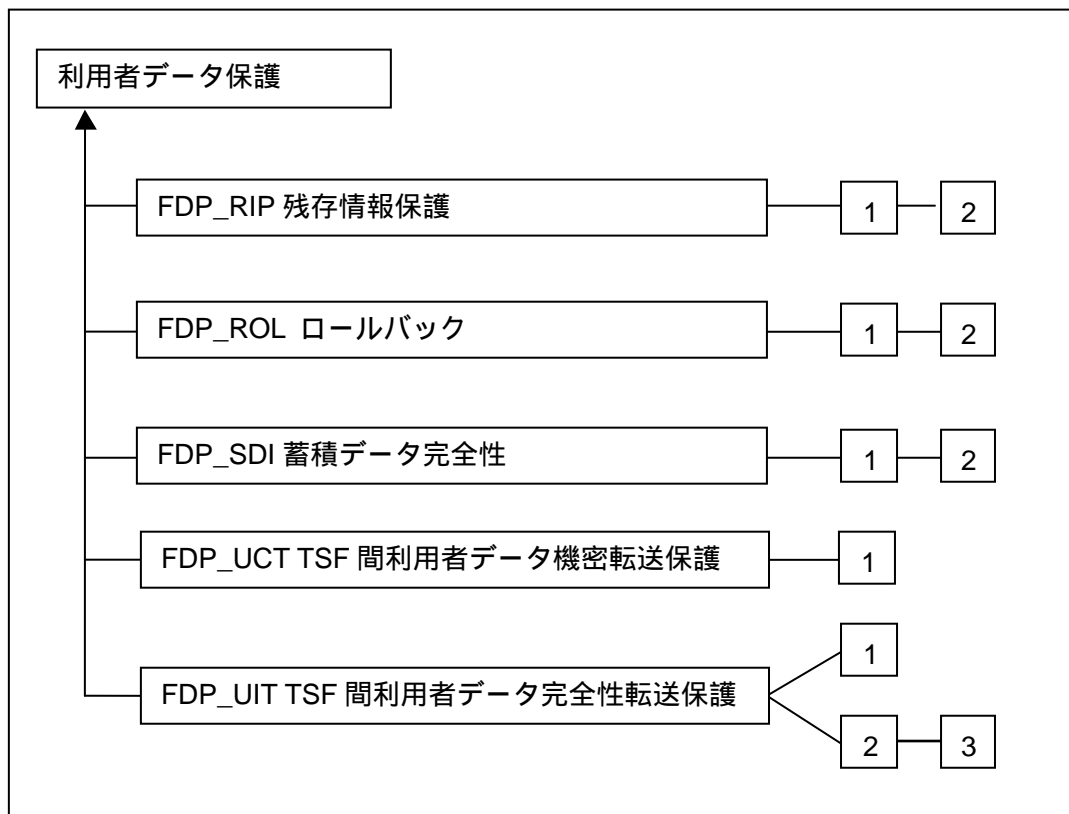 利用者データ保護
FDP_RIP 残存情報保護
1 2
FDP_ROL ロールバック
1 2
FDP_SDI 蓄積データ完全性
1 2
FDP_UCT TSF 間利用者データ機密転送保護
1
1
FDP_UIT TSF 間利用者データ完全性転送保護
2 3